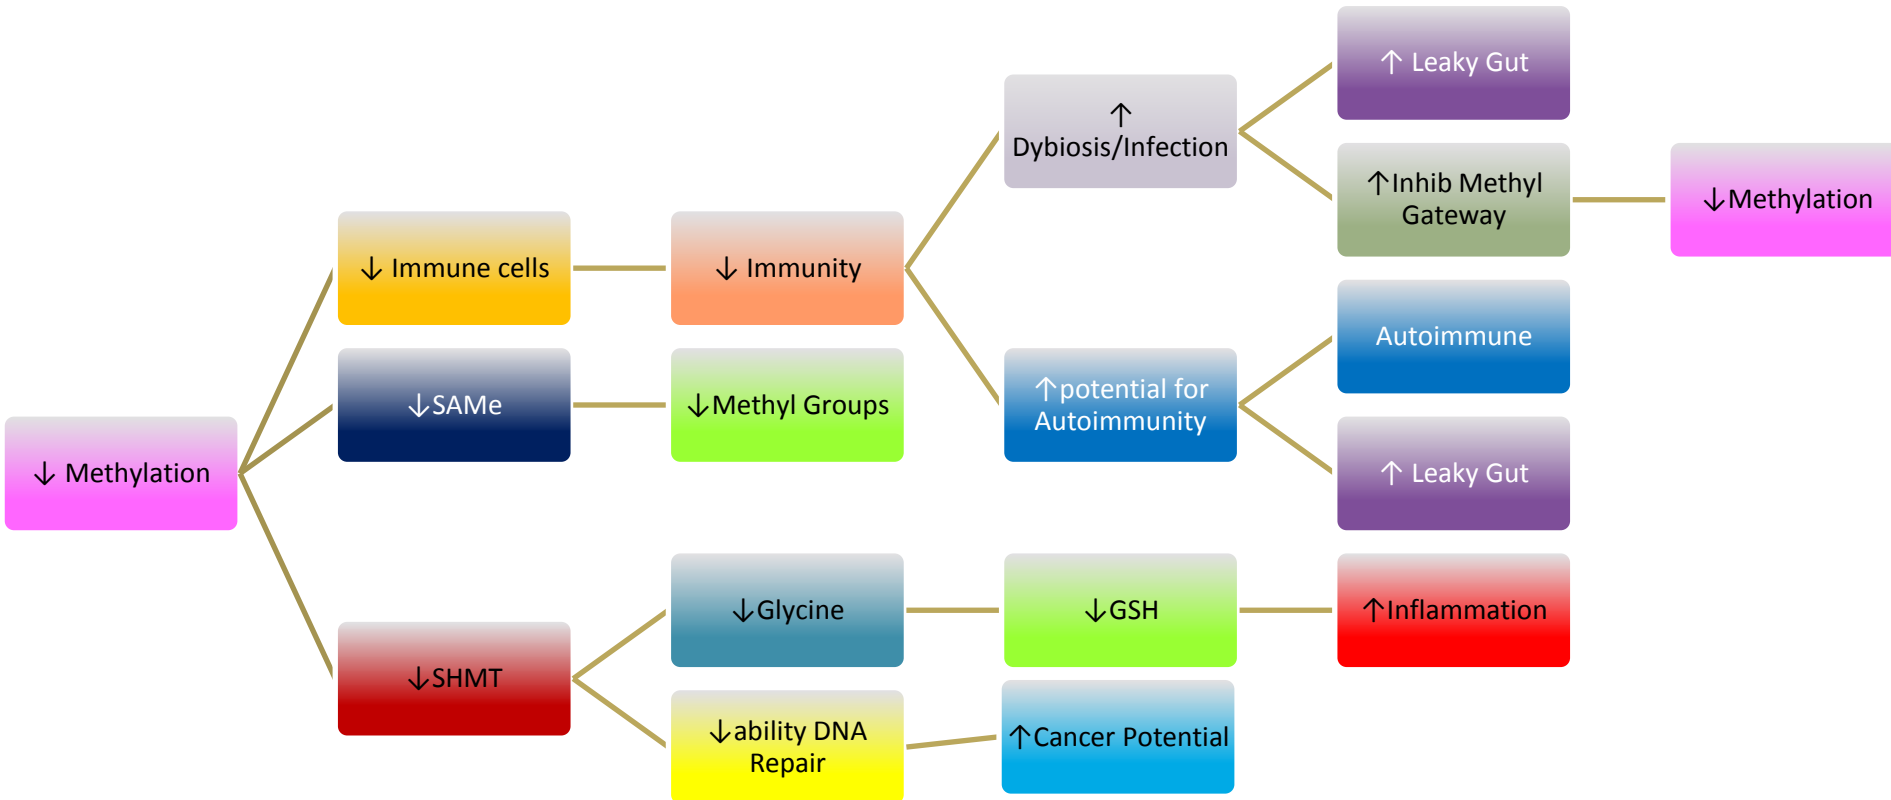 ↓ Methylation
↓ Immune cells
↓SAMe
↓SHMT
↓ Immunity
↓Methyl Groups
↓Glycine
↓ability DNA
Repair
↑
Dybiosis/Infection
↑potential for
Autoimmunity
↓GSH
↑Cancer Potential
↑ Leaky Gut
↑Inhib Methyl
Gateway
Autoimmune
↑ Leaky Gut
↑Inflammation
↓Methylation